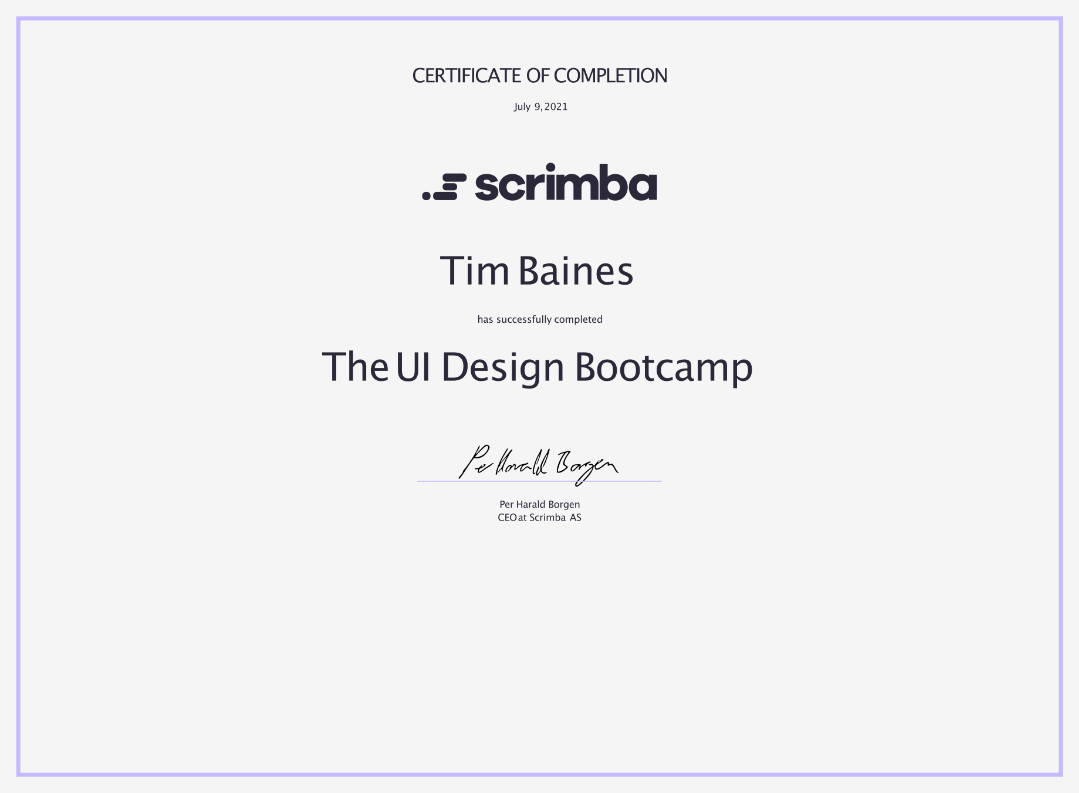 CERTIFICATE OF COMPLETION
July 9, 2021
scrimba
Tim Baines
has successfully completed
The UI Design Bootcamp
Per Harald Borgen
Per Harald Borgen
CEO at Scrimba AS